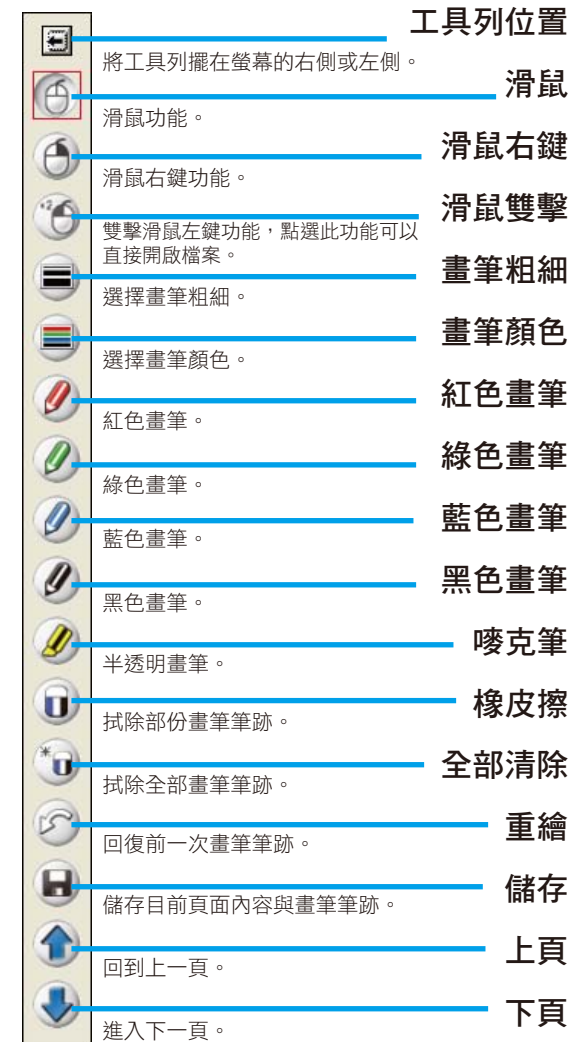 工具列位置
將工具列擺在螢幕的右側或左側。
滑鼠
滑鼠功能。
滑鼠右鍵
滑鼠右鍵功能。
滑鼠雙擊
雙擊滑鼠左鍵功能，點選此功能可以
直接開啟檔案。
畫筆粗細
選擇畫筆粗細。
畫筆顏色
選擇畫筆顏色。
紅色畫筆
紅色畫筆。
綠色畫筆
綠色畫筆。
藍色畫筆
藍色畫筆。
黑色畫筆
黑色畫筆。
嘜克筆
半透明畫筆。
橡皮擦
拭除部份畫筆筆跡。
全部清除
拭除全部畫筆筆跡。
重繪
回復前一次畫筆筆跡。
儲存
儲存目前頁面內容與畫筆筆跡。
上頁
回到上一頁。
下頁
進入下一頁。